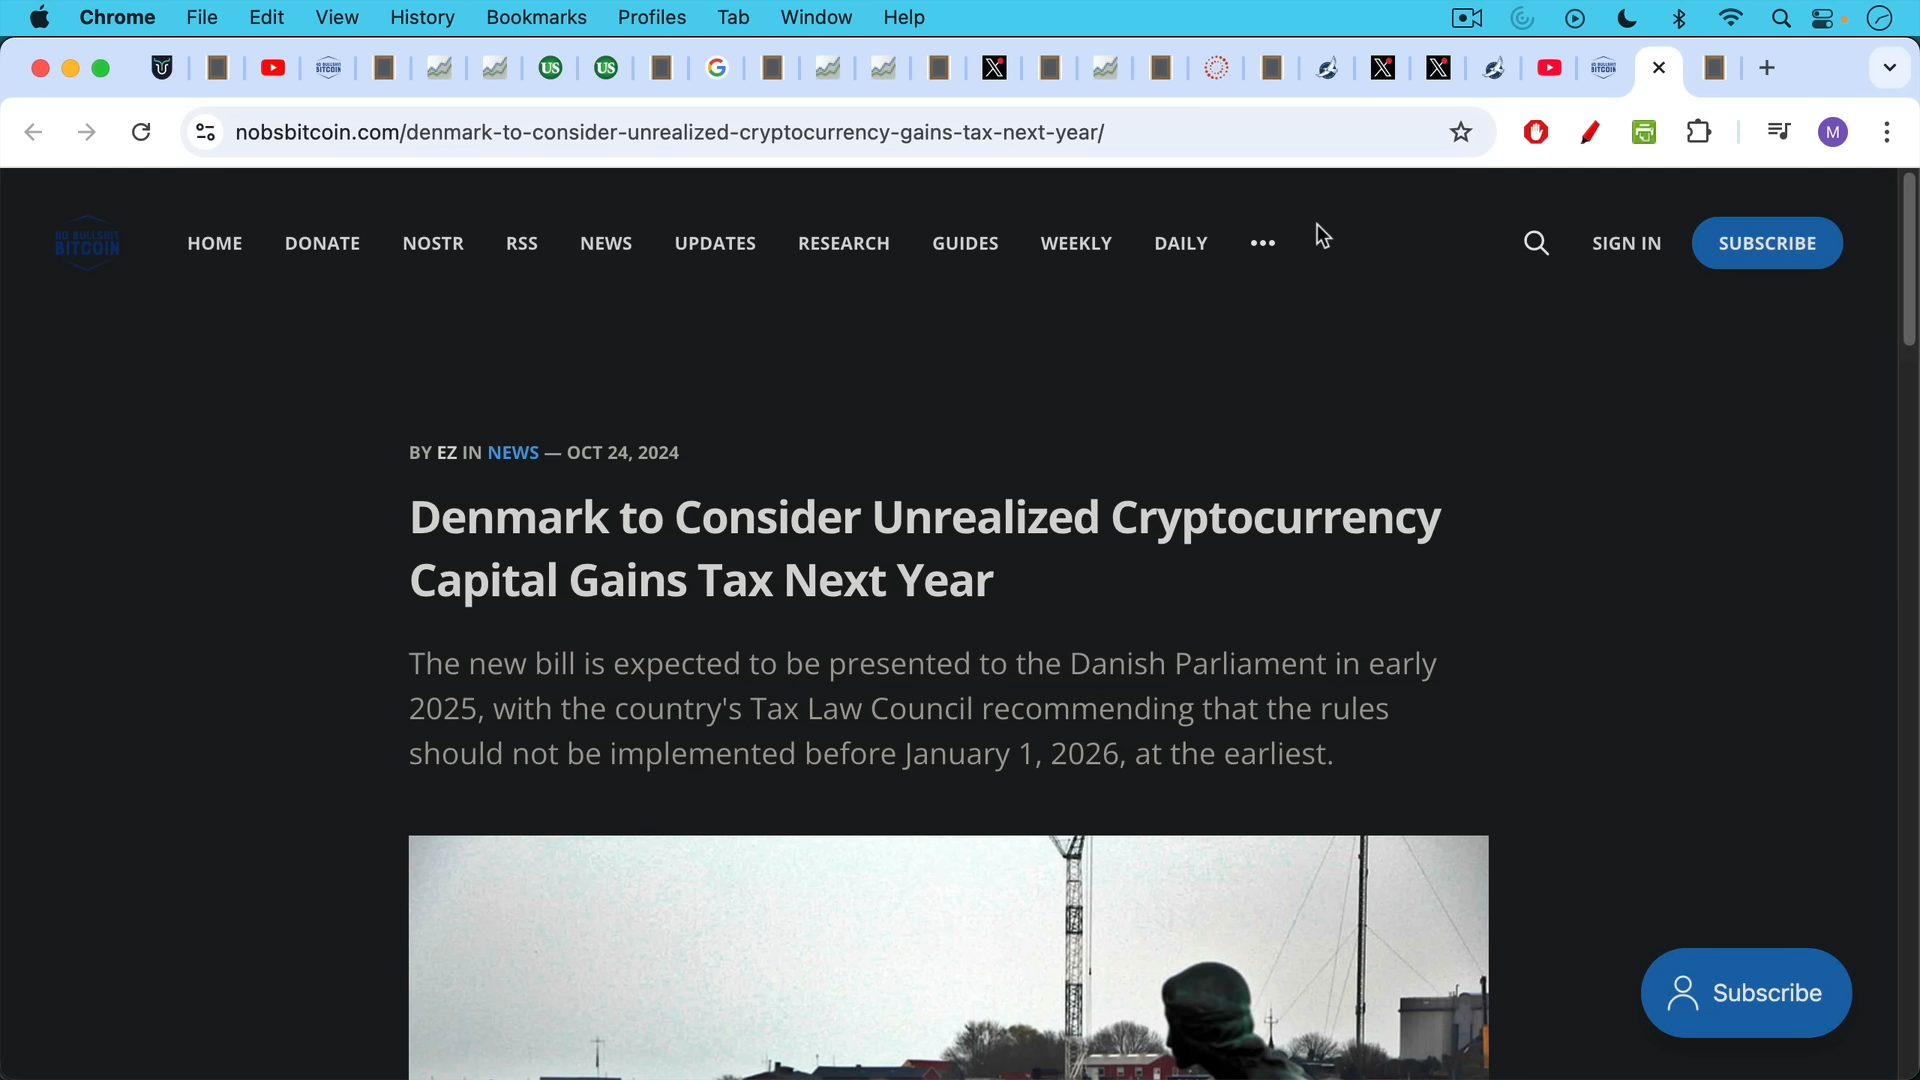 Chrome File Edit View History Bookmarks Profiles Tab Window Help
nobsbitcoin.com/denmark-to-consider-unrealized-cryptocurrency-gains-tax-next-year/
M
NO BULLSHIT
BITCOIN
HOME DONATE NOSTR RSS NEWS UPDATES RESEARCH GUIDES WEEKLY DAILY ••• SIGN IN SUBSCRIBE
BY EZ IN NEWS — OCT 24, 2024
Denmark to Consider Unrealized Cryptocurrency
Capital Gains Tax Next Year
The new bill is expected to be presented to the Danish Parliament in early
2025, with the country's Tax Law Council recommending that the rules
should not be implemented before January 1, 2026, at the earliest.
Subscribe